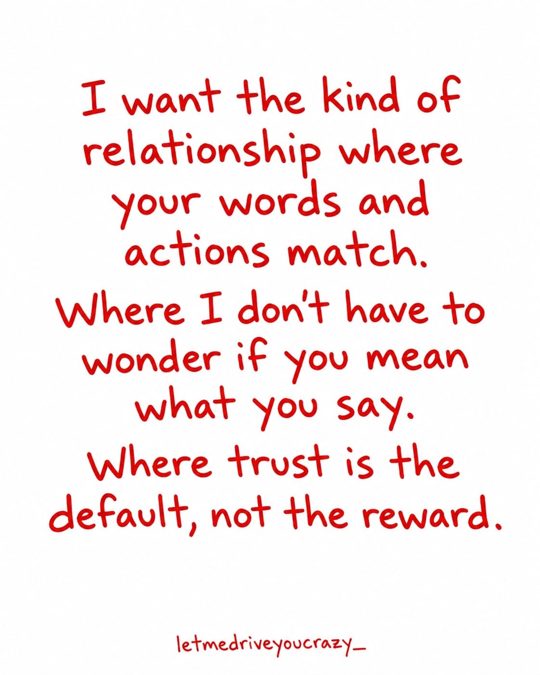 I want the kind of
relationship where
your words and
actions match.
Where I don't have to
wonder if you mean
what you say.
Where trust is the
default, not the reward.
letmedriveyoucrazy_